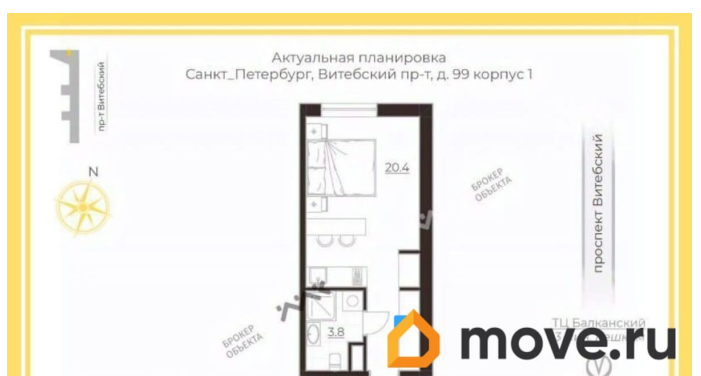 Актуальная планировка
Санкт_Петербург, Витебский пр-т, д. 99 корпус 1
пр-т Витебский
N
20.4
БРОКЕР
ОБЪЕКТА
проспект Витебский
3.8
БРОКЕР
ОБЪЕКТА
ТЦ Балканский
move.ru